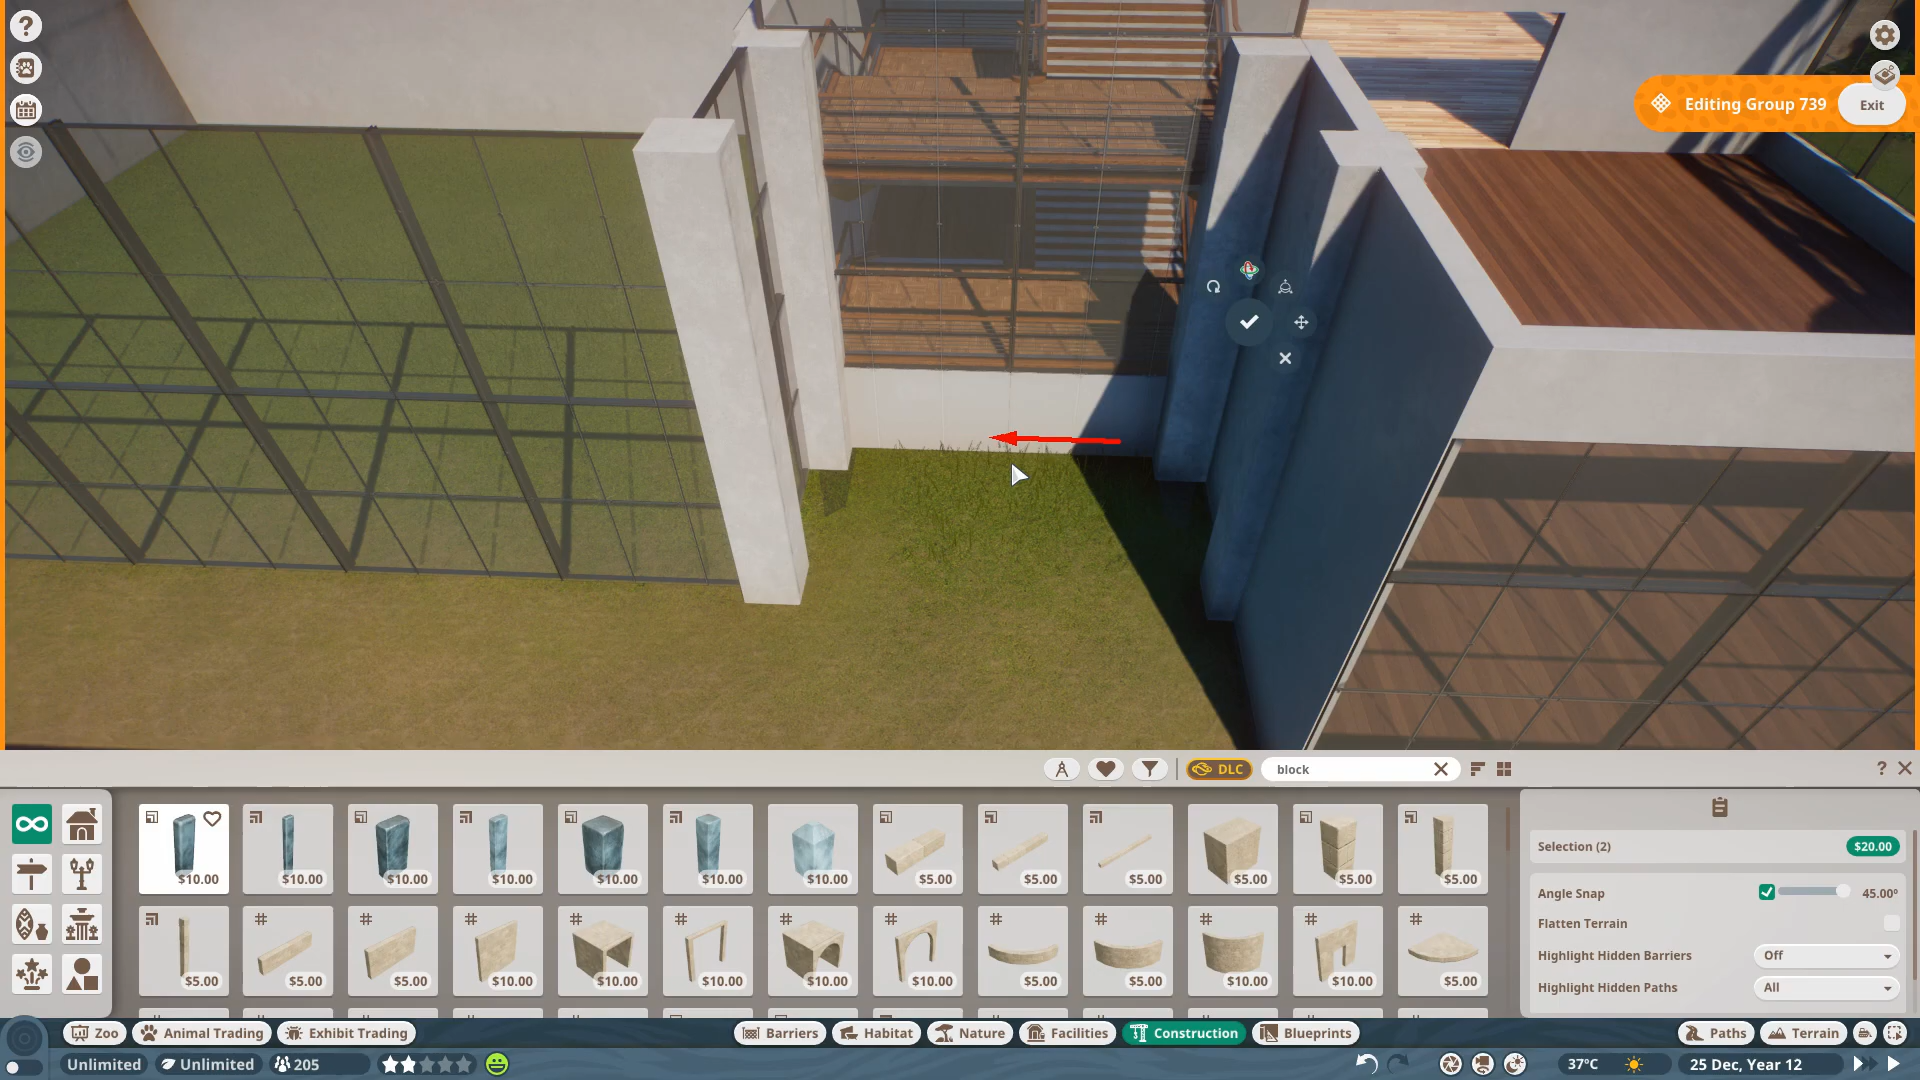 ?
Editing Group 739
Exit
DLC
block
?
$10.00
$10.00
$10.00
$10.00
$10.00
$10.00
$10.00
$5.00
$5.00
$5.00
$5.00
$5.00
$5.00
$5.00
$5.00
$5.00
$10.00
$10.00
$10.00
$10.00
$10.00
$5.00
$5.00
$10.00
$10.00
$5.00
Selection (2)
$20.00
Angle Snap
45.00°
Flatten Terrain
Highlight Hidden Barriers
Off
Highlight Hidden Paths
All
Zoo
Animal Trading
Exhibit Trading
Barriers
Habitat
Nature
Facilities
Construction
Blueprints
Paths
Terrain
Unlimited
Unlimited
205
37°C
25 Dec, Year 12